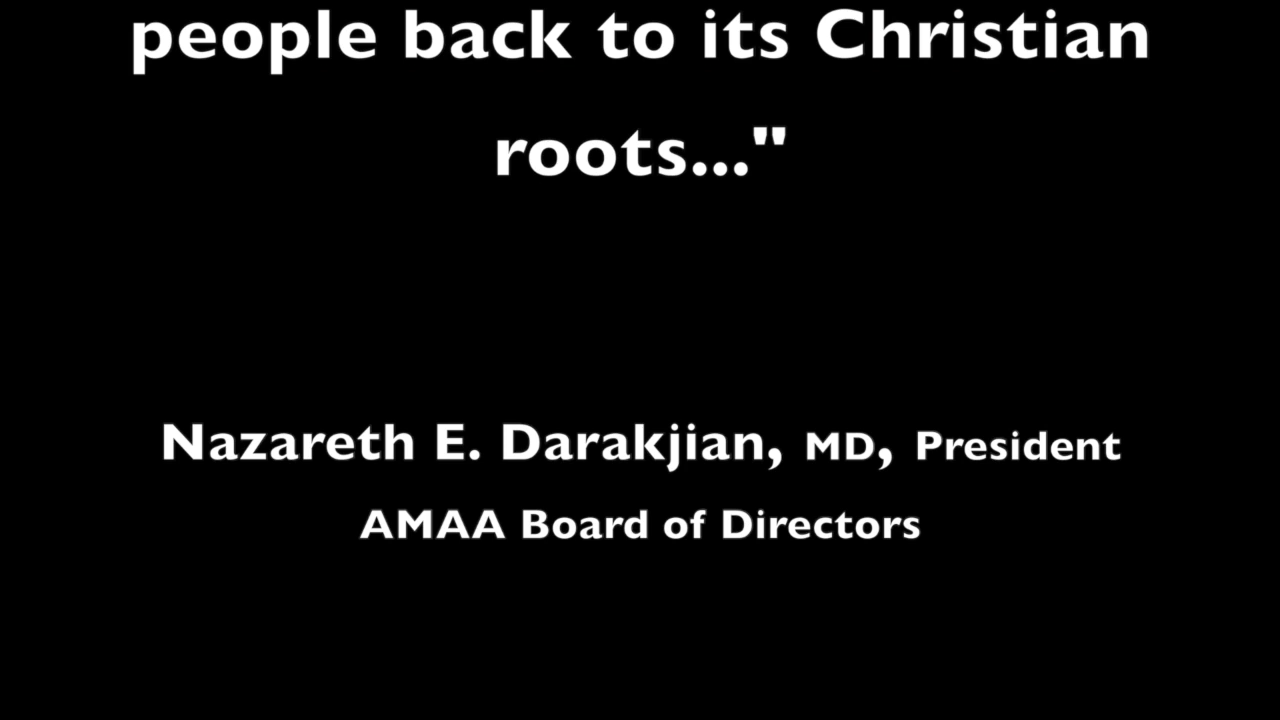 people back to its Christian
roots..."
Nazareth E. Darakjian, MD, President
AMAA Board of Directors